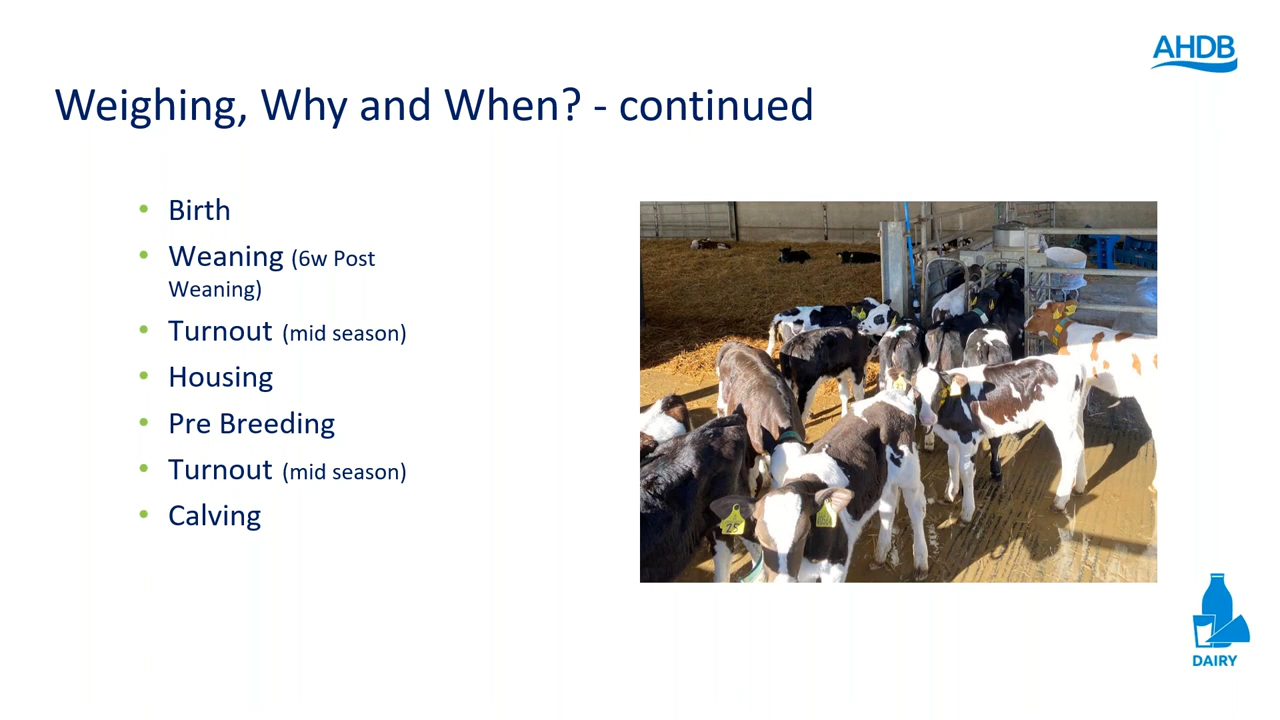 AHDB
Weighing, Why and When? - continued
• Birth
• Weaning (6w Post
Weaning)
• Turnout (mid season)
• Housing
• Pre Breeding
• Turnout (mid season)
• Calving
25
DAIRY